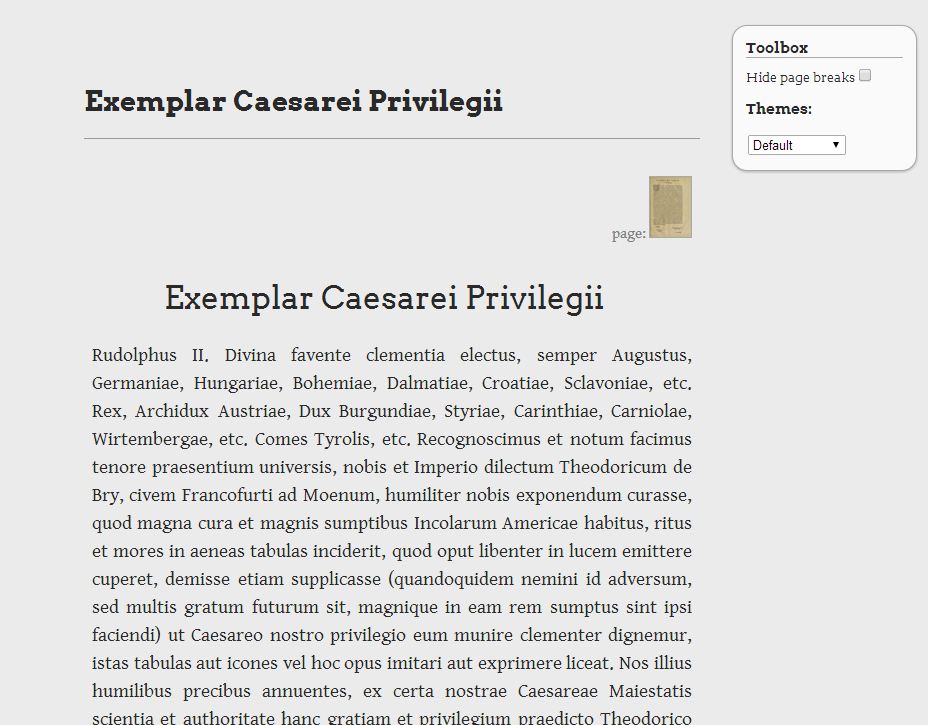 Toolbox
Hide page breaks
Themes:
Default
Exemplar Caesarei Privilegii
page:
Exemplar Caesarei Privilegii
Rudolphus II. Divina favente clementia electus, semper Augustus,
Germaniae, Hungariae, Bohemiae, Dalmatiae, Croatiae, Sclavoniae, etc.
Rex, Archidux Austriae, Dux Burgundiae, Styriae, Carinthiae, Carniolae,
Wirtembergae, etc. Comes Tyrolis, etc. Recognoscimus et notum facimus
tenore praesentium universis, nobis et Imperio dilectum Theodoricum de
Bry, civem Francofurti ad Moenum, humiliter nobis exponendum curasse,
quod magna cura et magnis sumptibus Incolarum Americae habitus, ritus
et mores in aeneas tabulas inciderit, quod oput libenter in lucem emittere
cuperet, demisse etiam supplicasse (quandoquidem nemini id adversum,
sed multis gratum futurum sit, magnique in eam rem sumptus sint ipsi
faciendi) ut Caesareo nostro privilegio eum munire clementer dignemur,
istas tabulas aut icones vel hoc opus imitari aut exprimere liceat. Nos illius
humilibus precibus annuentes, ex certa nostrae Caesareae Maiestatis
scientia et authoritate hanc gratiam et privilegium praedicto Theodorico